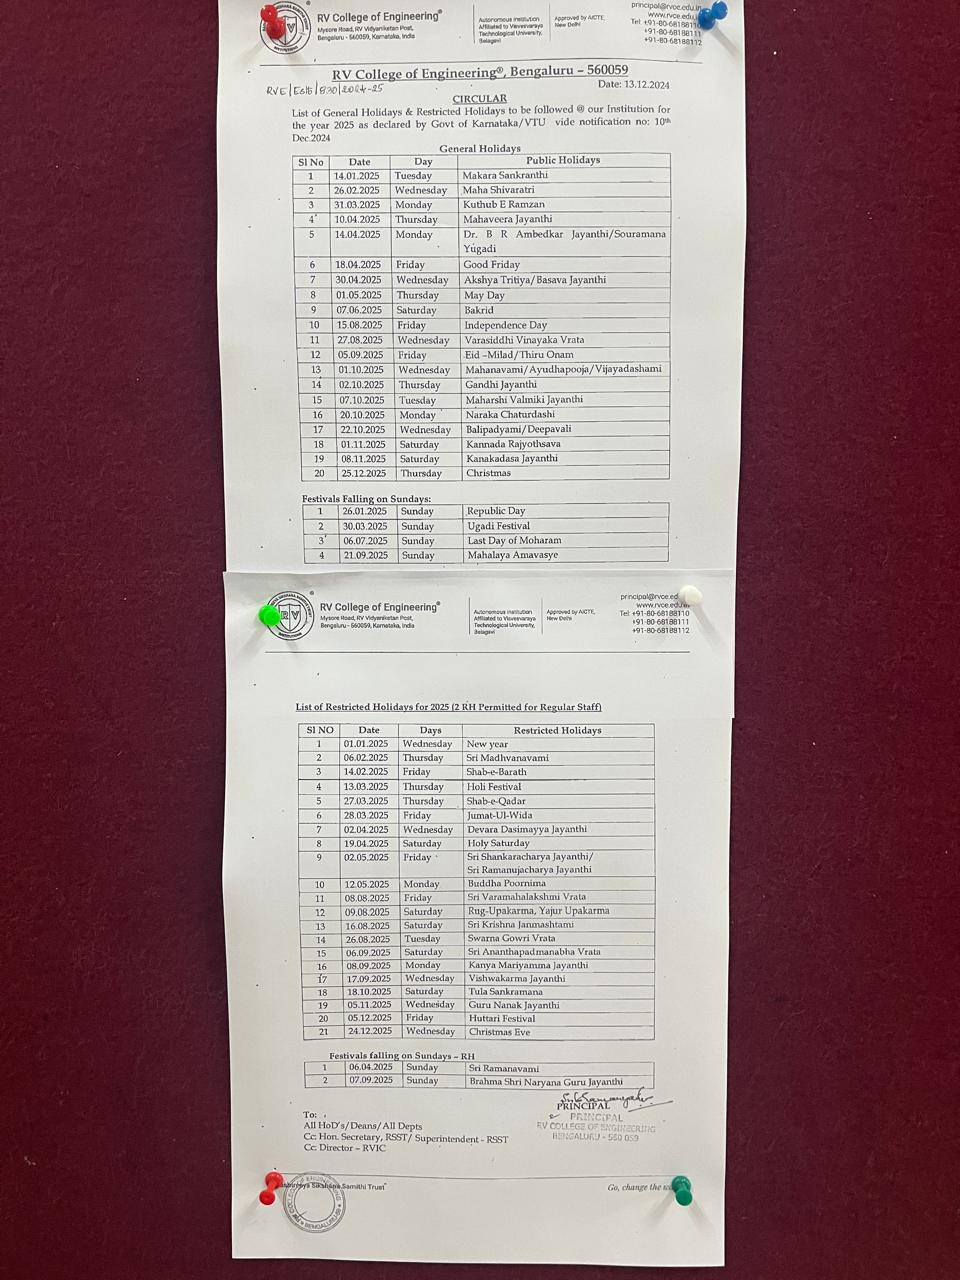 RV College of Engineering®
Mysore Road, RV Vidyaniketan Post,
Bengaluru - 560059, Karnataka, India
Autonomous Institution
Affiliated to Visvesvaraya
Technological University,
Belagavi
Approved by AICTE,
New Delhi
principal@rvce.edu.in
www.rvce.edu.in
Tel: +91-80-68188110
+91-80-68188111
+91-80-68188112
RV College of Engineering®, Bengaluru – 560059
RVE/Estb/830/2024-25
Date: 13.12.2024
CIRCULAR
List of General Holidays & Restricted Holidays to be followed @ our Institution for
the year 2025 as declared by Govt of Karnataka/VTU vide notification no: 10th
Dec.2024
General Holidays
Sl No Date Day Public Holidays
1 14.01.2025 Tuesday Makara Sankranthi
2 26.02.2025 Wednesday Maha Shivaratri
3 31.03.2025 Monday Kuthub E Ramzan
4 10.04.2025 Thursday Mahaveera Jayanthi
5 14.04.2025 Monday Dr. B R Ambedkar Jayanthi/Souramana
Yugadi
6 18.04.2025 Friday Good Friday
7 30.04.2025 Wednesday Akshya Tritiya/Basava Jayanthi
8 01.05.2025 Thursday May Day
9 07.06.2025 Saturday Bakrid
10 15.08.2025 Friday Independence Day
11 27.08.2025 Wednesday Varasiddhi Vinayaka Vrata
12 05.09.2025 Friday Eid –Milad/Thiru Onam
13 01.10.2025 Wednesday Mahanavami/Ayudhapooja/Vijayadashami
14 02.10.2025 Thursday Gandhi Jayanthi
15 07.10.2025 Tuesday Maharshi Valmiki Jayanthi
16 20.10.2025 Monday Naraka Chaturdashi
17 22.10.2025 Wednesday Balipadyami/Deepavali
18 01.11.2025 Saturday Kannada Rajyothsava
19 08.11.2025 Saturday Kanakadasa Jayanthi
20 25.12.2025 Thursday Christmas
Festivals Falling on Sundays:
1 26.01.2025 Sunday Republic Day
2 30.03.2025 Sunday Ugadi Festival
3 06.07.2025 Sunday Last Day of Moharam
4 21.09.2025 Sunday Mahalaya Amavasye
RV
RV College of Engineering®
Mysore Road, RV Vidyaniketan Post,
Bengaluru - 560059, Karnataka, India
Autonomous Institution
Affiliated to Visvesvaraya
Technological University,
Belagavi
Approved by AICTE,
New Delhi
principal@rvce.ed
www.rvce.edu.in
Tel: +91-80-68188110
+91-80-68188111
+91-80-68188112
List of Restricted Holidays for 2025 (2 RH Permitted for Regular Staff)
Sl NO Date Days Restricted Holidays
1 01.01.2025 Wednesday New year
2 06.02.2025 Thursday Sri Madhvanavami
3 14.02.2025 Friday Shab-e-Barath
4 13.03.2025 Thursday Holi Festival
5 27.03.2025 Thursday Shab-e-Qadar
6 28.03.2025 Friday Jumat-Ul-Wida
7 02.04.2025 Wednesday Devara Dasimayya Jayanthi
8 19.04.2025 Saturday Holy Saturday
9 02.05.2025 Friday Sri Shankaracharya Jayanthi/
Sri Ramanujacharya Jayanthi
10 12.05.2025 Monday Buddha Poornima
11 08.08.2025 Friday Sri Varamahalakshmi Vrata
12 09.08.2025 Saturday Rug-Upakarma, Yajur Upakarma
13 16.08.2025 Saturday Sri Krishna Janmashtami
14 26.08.2025 Tuesday Swarna Gowri Vrata
15 06.09.2025 Saturday Sri Ananthapadmanabha Vrata
16 08.09.2025 Monday Kanya Mariyamma Jayanthi
17 17.09.2025 Wednesday Vishwakarma Jayanthi
18 18.10.2025 Saturday Tula Sankramana
19 05.11.2025 Wednesday Guru Nanak Jayanthi
20 05.12.2025 Friday Huttari Festival
21 24.12.2025 Wednesday Christmas Eve
Festivals falling on Sundays – RH
1 06.04.2025 Sunday Sri Ramanavami
2 07.09.2025 Sunday Brahma Shri Naryana Guru Jayanthi
PRINCIPAL
PRINCIPAL
RV COLLEGE OF ENGINEERING
BENGALURU - 560 059
To:
All HoD's/Deans/All Depts
Cc: Hon. Secretary, RSST/ Superintendent - RSST
Cc: Director – RVIC
Sikshana Samithi Trust
Go, change the